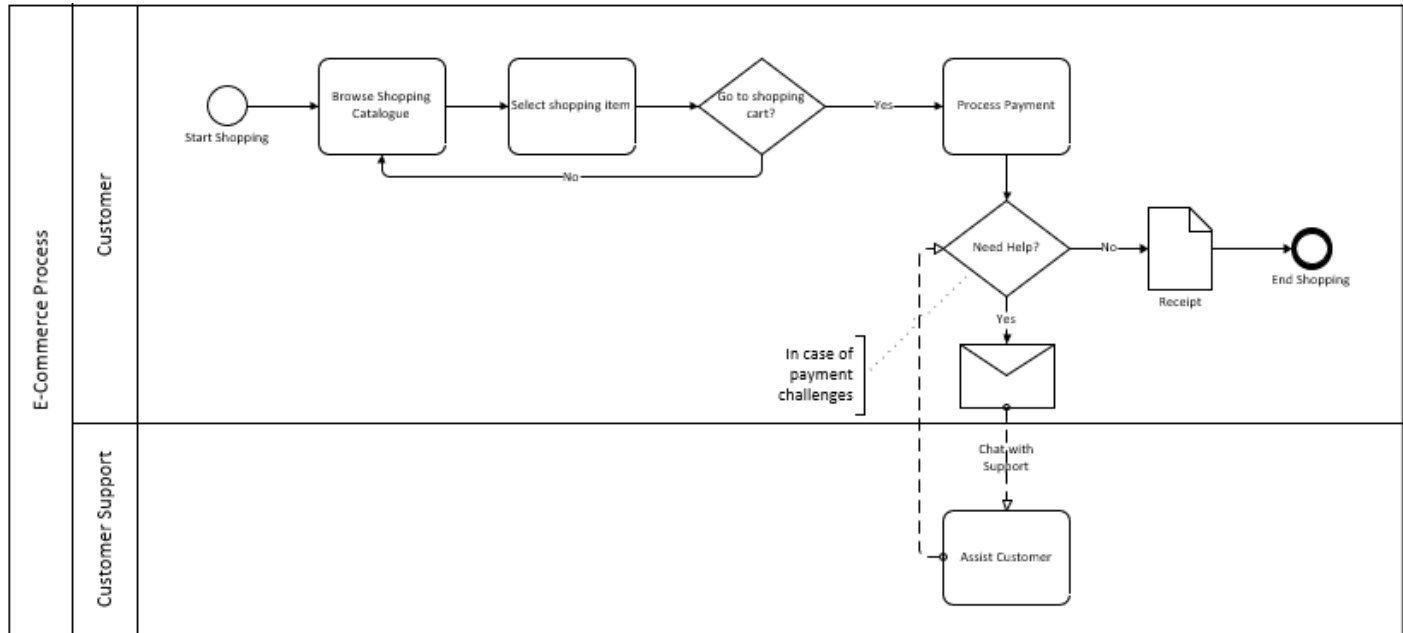 E-Commerce Process
Customer
Start Shopping
Browse Shopping
Catalogue
Select shopping item
Go to shopping
cart?
Yes
No
Process Payment
Need Help?
No
Receipt
End Shopping
Yes
In case of
payment
challenges
Customer Support
Chat with
Support
Assist Customer